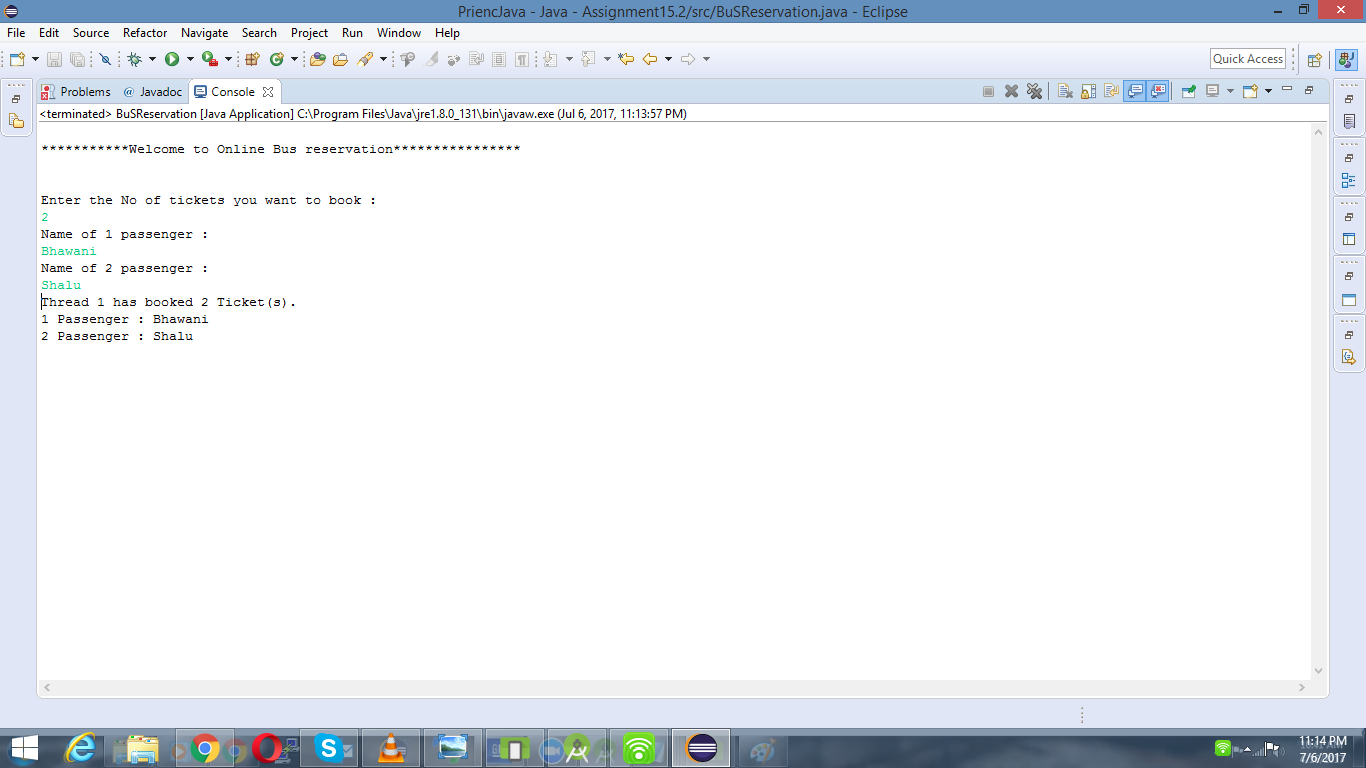 PriencJava - Java - Assignment15.2/src/BuSReservation.java - Eclipse
File Edit Source Refactor Navigate Search Project Run Window Help
Quick Access
Problems @ Javadoc Console
<terminated> BuSReservation [Java Application] C:\Program Files\Java\jre1.8.0_131\bin\javaw.exe (Jul 6, 2017, 11:13:57 PM)
***********Welcome to Online Bus reservation****************
Enter the No of tickets you want to book :
2
Name of 1 passenger :
Bhawani
Name of 2 passenger :
Shalu
Thread 1 has booked 2 Ticket(s).
1 Passenger : Bhawani
2 Passenger : Shalu
11:14 PM
7/6/2017